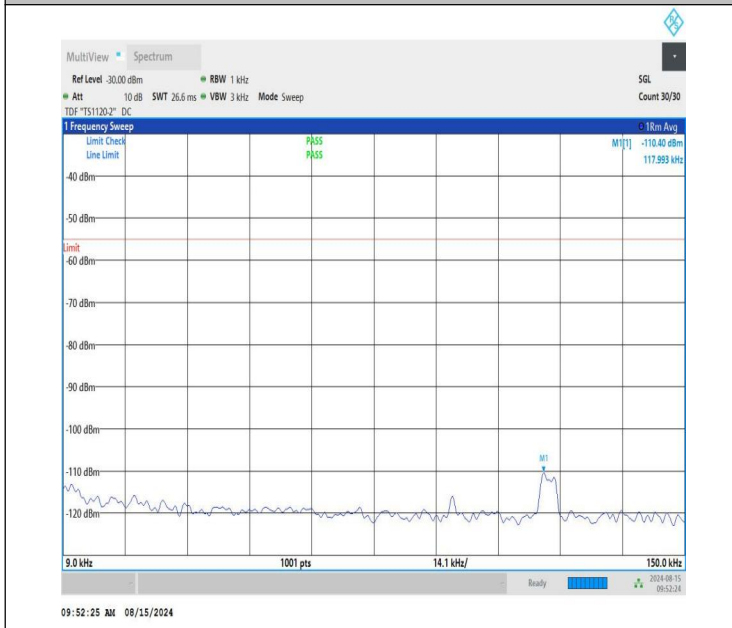 R S
MultiView Spectrum
Ref Level -30.00 dBm RBW 1 kHz SGL
Att 10 dB SWT 26.6 ms VBW 3 kHz Mode Sweep Count 30/30
TDF "TS1120-2" DC
1 Frequency Sweep 1Rm Avg
Limit Check PASS M1[1] -110.40 dBm
Line Limit PASS 117.993 kHz
-40 dBm
-50 dBm
Limit
-60 dBm
-70 dBm
-80 dBm
-90 dBm
-100 dBm
M1
-110 dBm
-120 dBm
9.0 kHz 1001 pts 14.1 kHz/ 150.0 kHz
Ready 2024-08-15
09:52:24
09:52:25 AM 08/15/2024